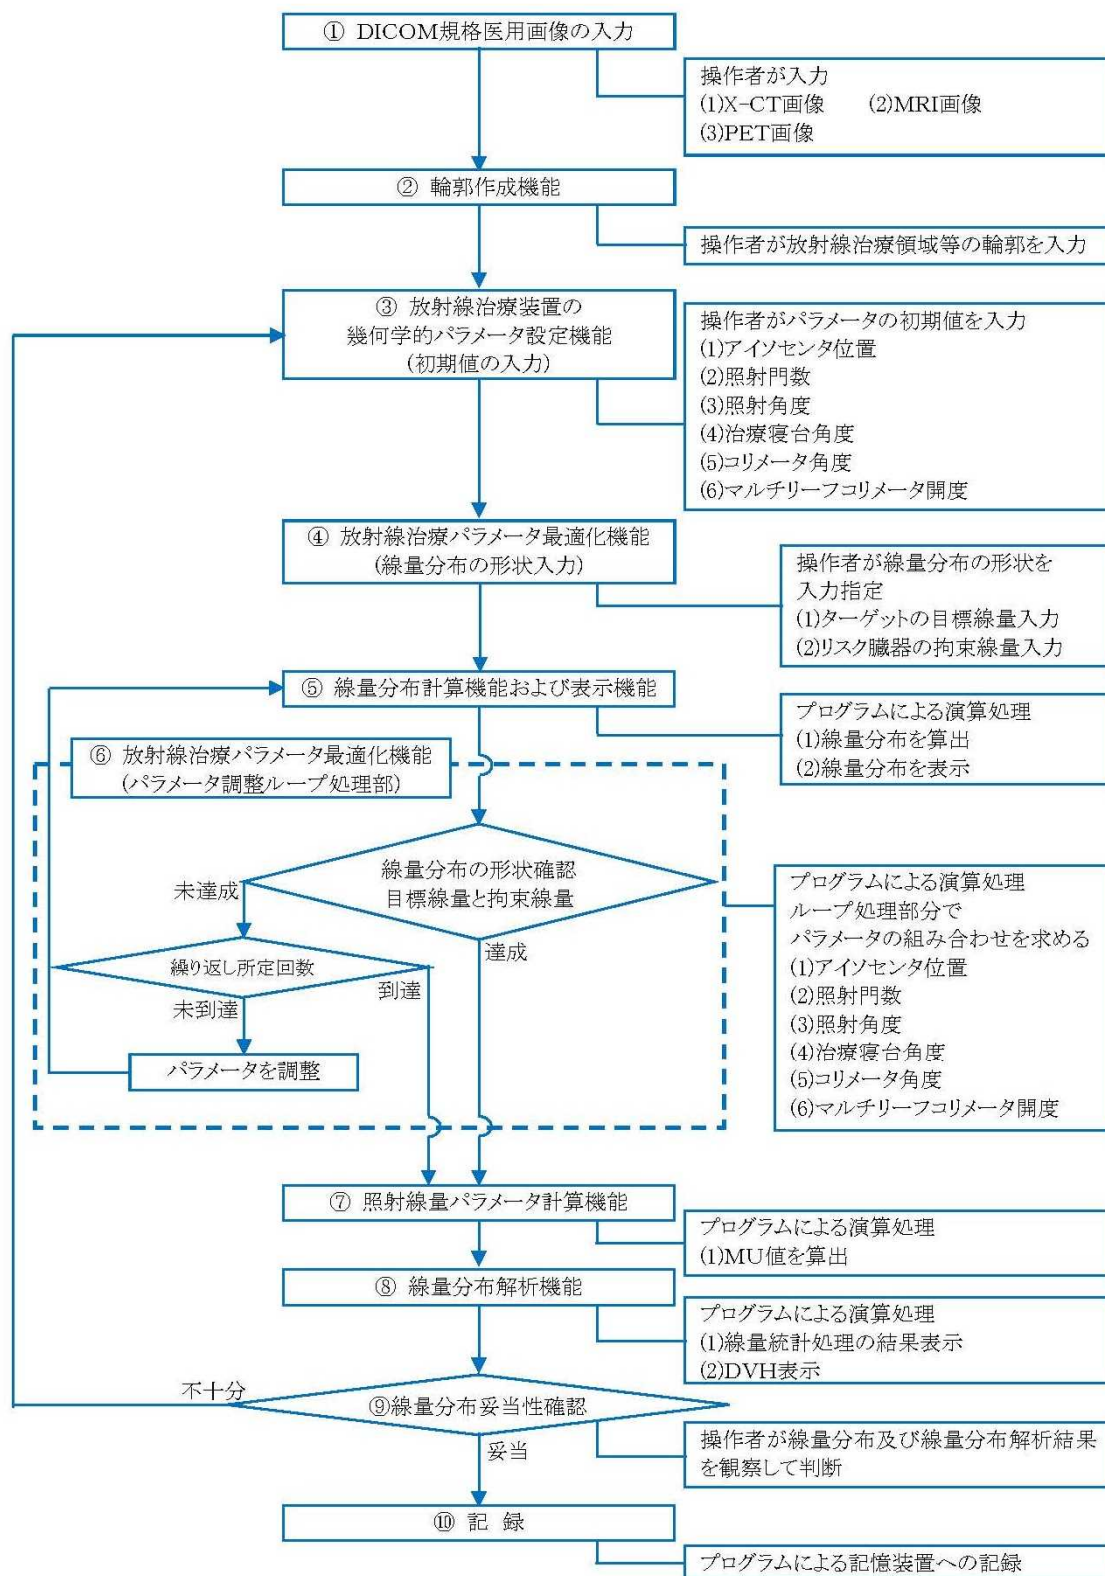 ① DICOM規格医用画像の入力
操作者が入力
(1)X-CT画像 (2)MRI画像
(3)PET画像
② 輪郭作成機能
操作者が放射線治療領域等の輪郭を入力
③ 放射線治療装置の
幾何学的パラメータ設定機能
(初期値の入力)
操作者がパラメータの初期値を入力
(1)アイソセンタ位置
(2)照射門数
(3)照射角度
(4)治療寝台角度
(5)コリメータ角度
(6)マルチリーフコリメータ開度
④ 放射線治療パラメータ最適化機能
(線量分布の形状入力)
操作者が線量分布の形状を
入力指定
(1)ターゲットの目標線量入力
(2)リスク臓器の拘束線量入力
⑤ 線量分布計算機能および表示機能
プログラムによる演算処理
(1)線量分布を算出
(2)線量分布を表示
⑥ 放射線治療パラメータ最適化機能
(パラメータ調整ループ処理部)
線量分布の形状確認
目標線量と拘束線量
未達成
達成
繰り返し所定回数
到達
未到達
パラメータを調整
プログラムによる演算処理
ループ処理部分で
パラメータの組み合わせを求める
(1)アイソセンタ位置
(2)照射門数
(3)照射角度
(4)治療寝台角度
(5)コリメータ角度
(6)マルチリーフコリメータ開度
⑦ 照射線量パラメータ計算機能
プログラムによる演算処理
(1)MU値を算出
⑧ 線量分布解析機能
プログラムによる演算処理
(1)線量統計処理の結果表示
(2)DVH表示
不十分
⑨線量分布妥当性確認
妥当
操作者が線量分布及び線量分布解析結果
を観察して判断
⑩ 記 録
プログラムによる記憶装置への記録